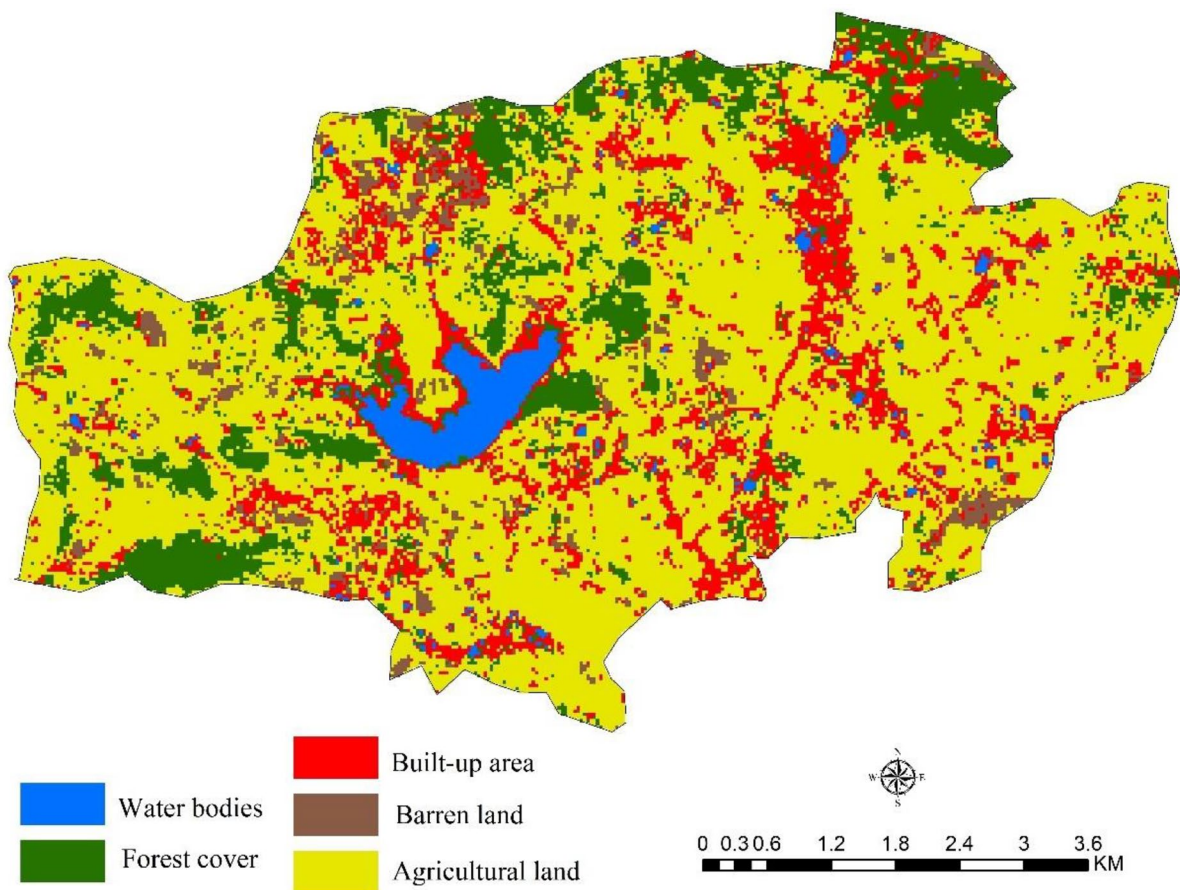 N
W E
S
Built-up area
Water bodies
Barren land
Forest cover
Agricultural land
0 0.3 0.6 1.2 1.8 2.4 3 3.6
KM